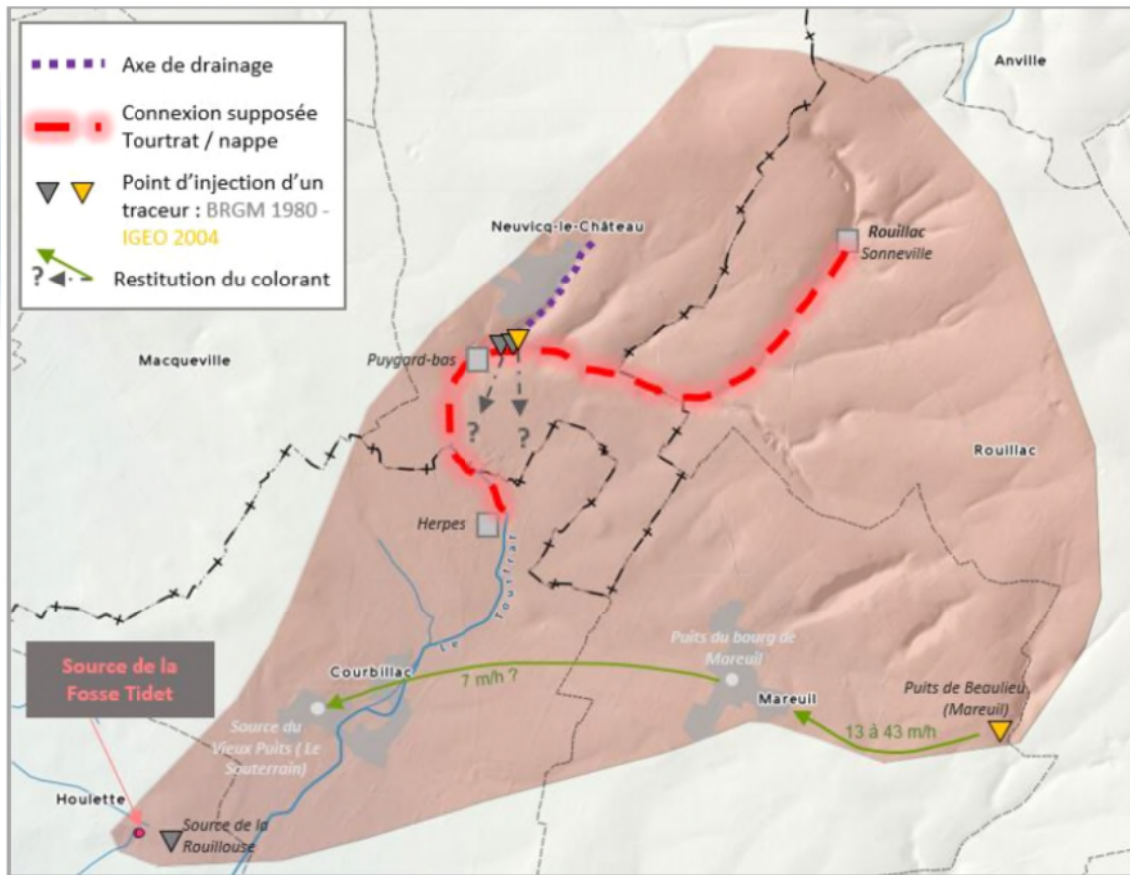 Axe de drainage
Connexion supposée
Tourtrat / nappe
Point d'injection d'un
traceur : BRGM 1980 -
IGEO 2004
?
Restitution du colorant
Anville
Neuvicq-le-Château
Rouillac
Sonneville
Macqueville
Puygard-bas
? ?
Rouillac
Herpes
Le Tourtrat
Source de la
Fosse Tidet
Courbillac
7 m/h ?
Puits du bourg de
Mareuil
Mareuil
Puits de Beaulieu
(Mareuil)
13 à 43 m/h
Source du
Vieux Puits ( Le
Souterrain)
Houlette
Source de la
Rouillouse